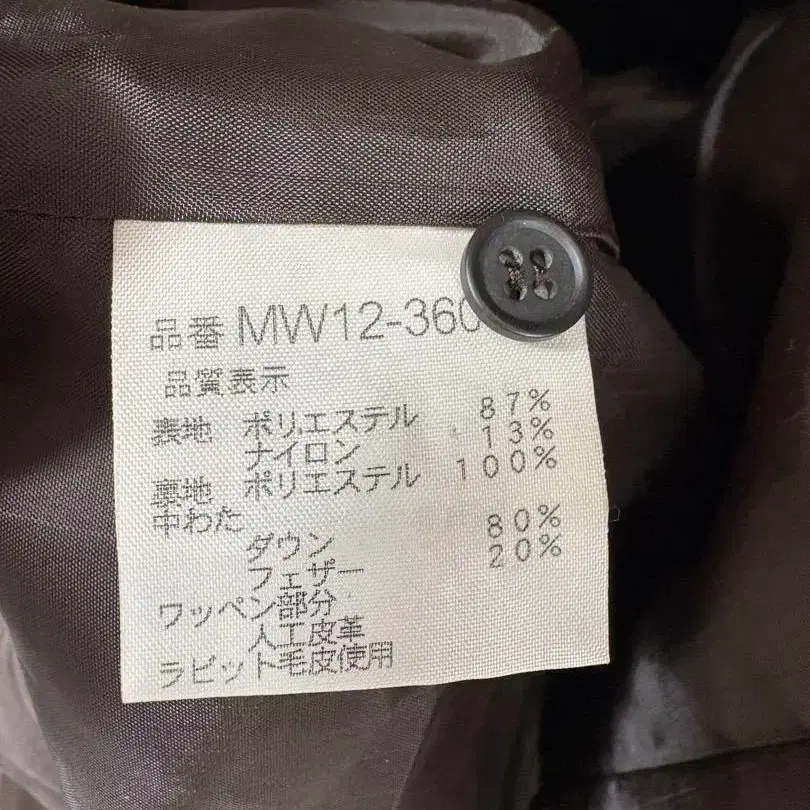 品番 MW12-360
品質表示
表地 ポリエステル 87%
ナイロン 13%
裏地 ポリエステル 100%
中わた
ダウン 80%
フェザー 20%
ワッペン部分
人工皮革
ラビット毛皮使用